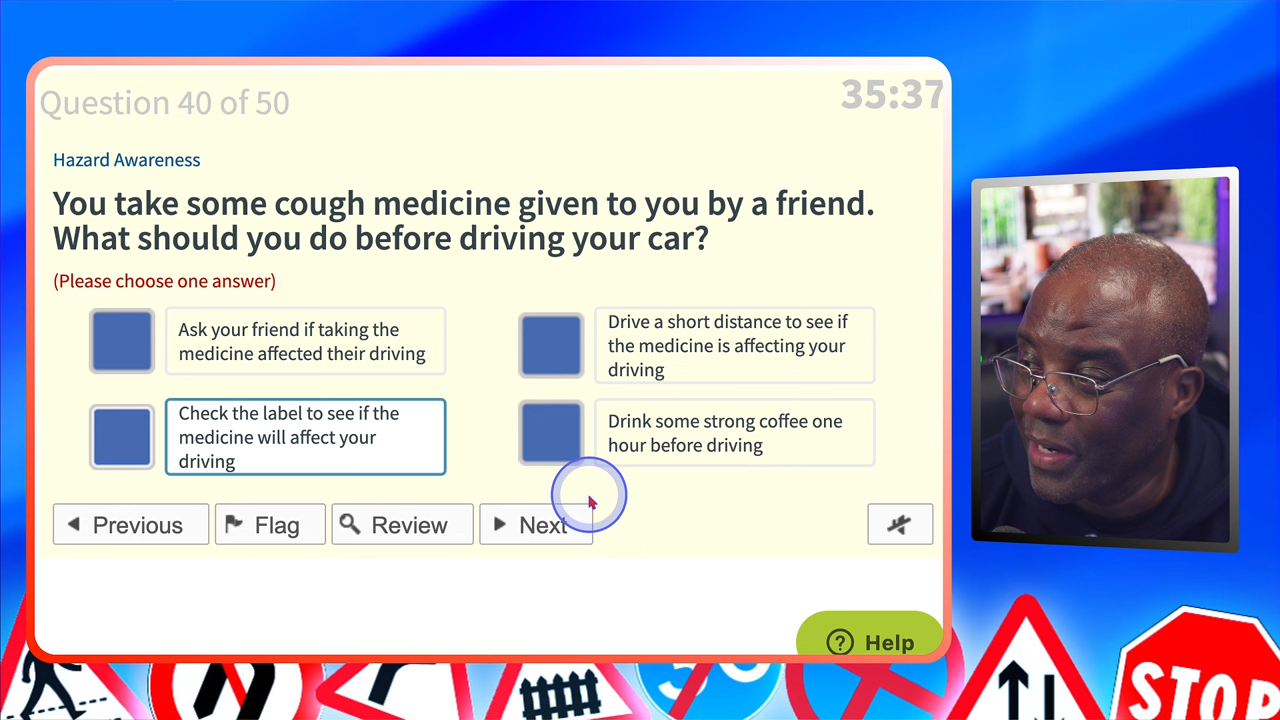 Question 40 of 50
35:37
Hazard Awareness
You take some cough medicine given to you by a friend.
What should you do before driving your car?
(Please choose one answer)
Ask your friend if taking the
medicine affected their driving
Drive a short distance to see if
the medicine is affecting your
driving
Check the label to see if the
medicine will affect your
driving
Drink some strong coffee one
hour before driving
Previous
Flag
Review
Next
Help
STOP